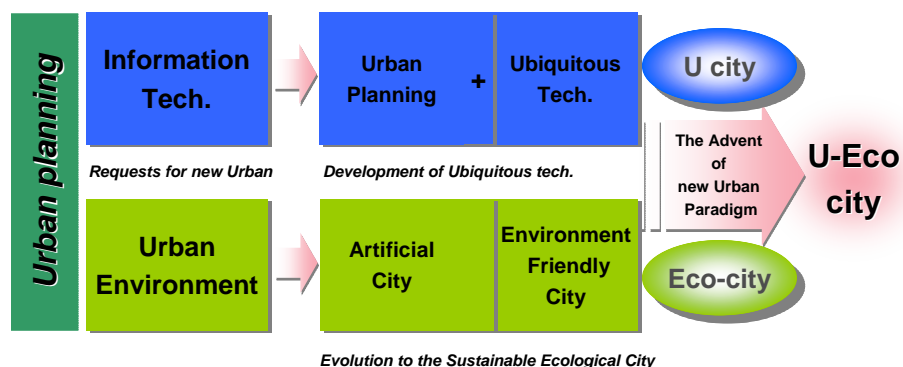 Urban planning
Information
Tech.
Urban
Planning
+
Ubiquitous
Tech.
U city
Requests for new Urban
Development of Ubiquitous tech.
The Advent
of
new Urban
Paradigm
U-Eco
city
Urban
Environment
Artificial
City
Environment
Friendly
City
Eco-city
Evolution to the Sustainable Ecological City